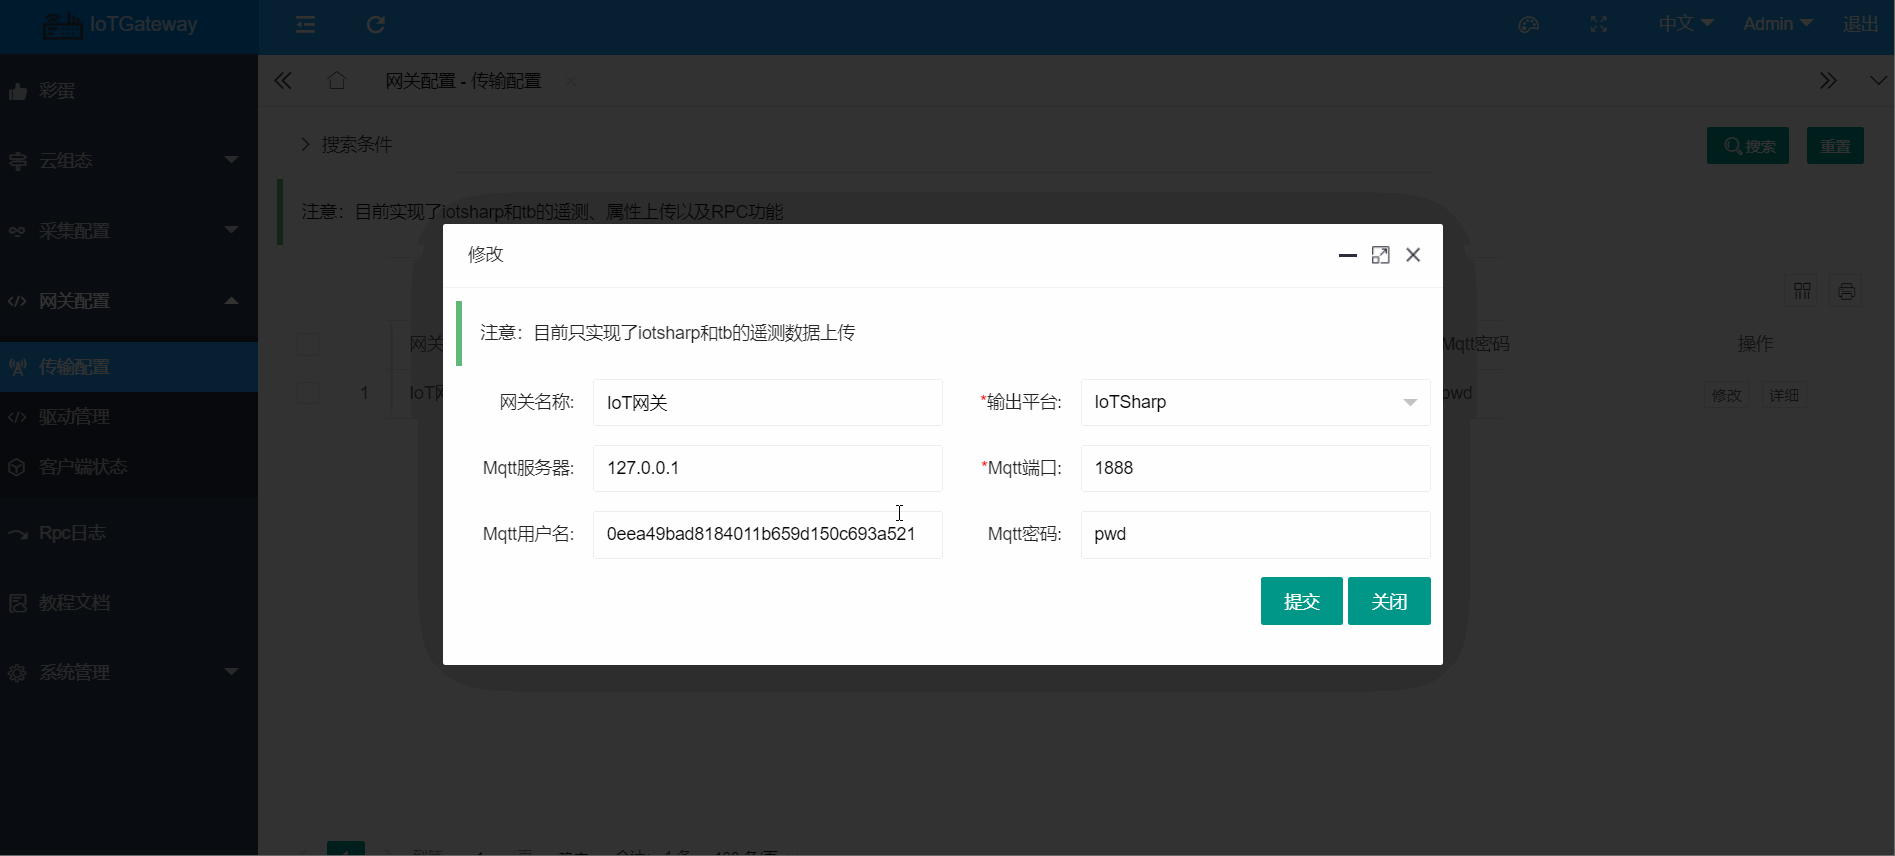 IoTGateway
中文
Admin
退出
彩蛋
云组态
采集配置
网关配置
传输配置
驱动管理
客户端状态
Rpc日志
教程文档
系统管理
网关配置 - 传输配置
搜索条件
搜索
重置
注意：目前实现了iotsharp和tb的遥测、属性上传以及RPC功能
网关
Mqtt密码
操作
1
IoT网
pwd
修改
详细
修改
注意：目前只实现了iotsharp和tb的遥测数据上传
网关名称:
IoT网关
*输出平台:
IoTSharp
Mqtt服务器:
127.0.0.1
*Mqtt端口:
1888
Mqtt用户名:
0eea49bad8184011b659d150c693a521
Mqtt密码:
pwd
提交
关闭